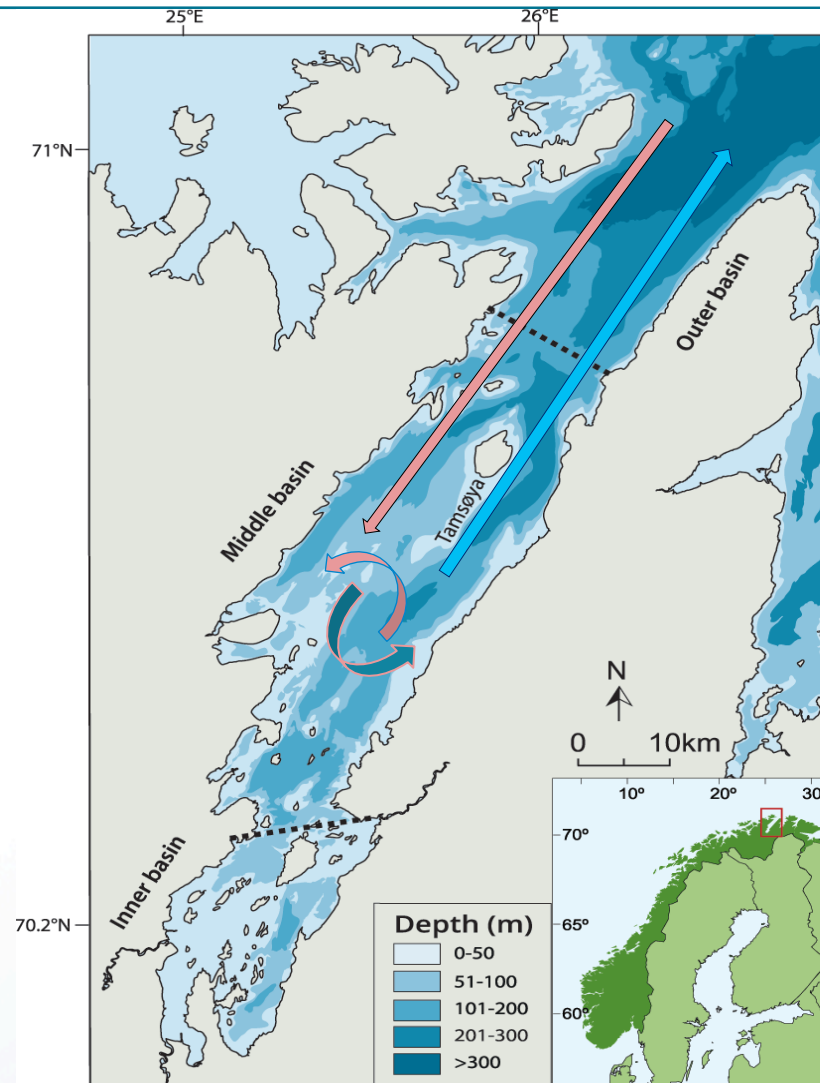 25°E
26°E
71°N
Outer basin
Tamsøya
Middle basin
N
0 10km
10° 20° 30
70°
Inner basin
70.2°N
65°
Depth (m)
0-50
51-100
101-200
60°
201-300
>300